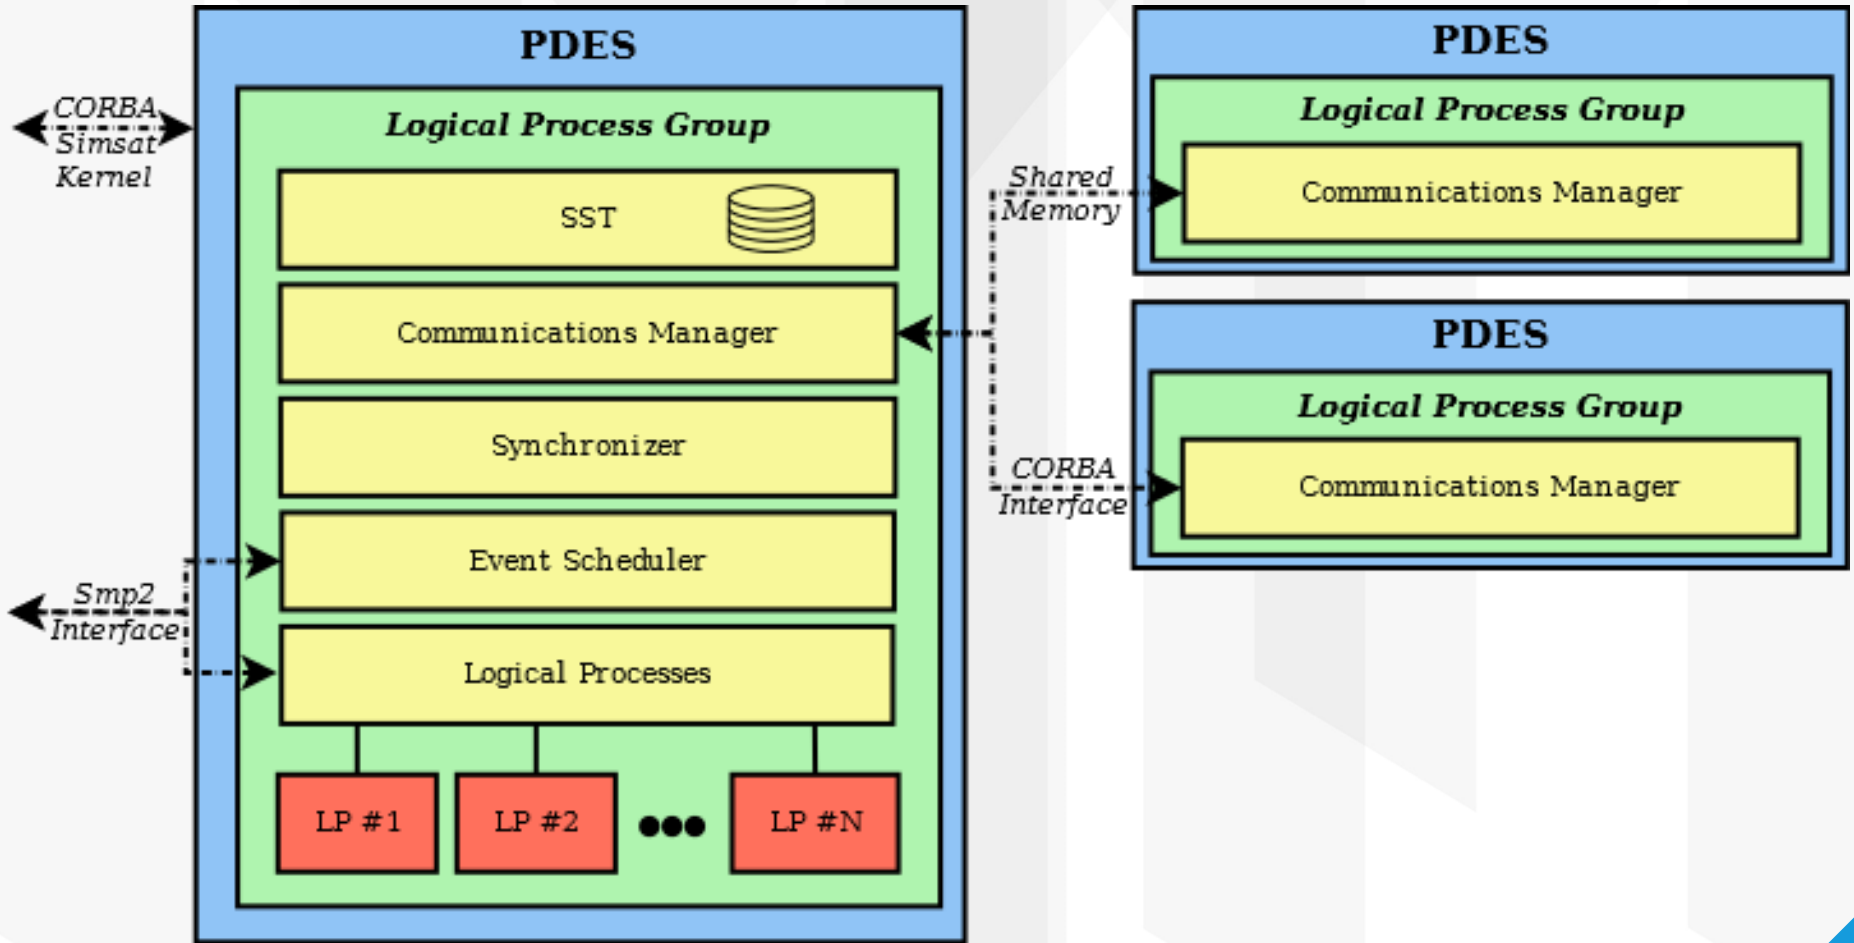 PDES
Logical Process Group
CORBA
Simsat
Kernel
SST
Communications Manager
Synchronizer
Event Scheduler
Smp2
Interface
Logical Processes
LP #1
LP #2
LP #N
Shared
Memory
CORBA
Interface
PDES
Logical Process Group
Communications Manager
PDES
Logical Process Group
Communications Manager